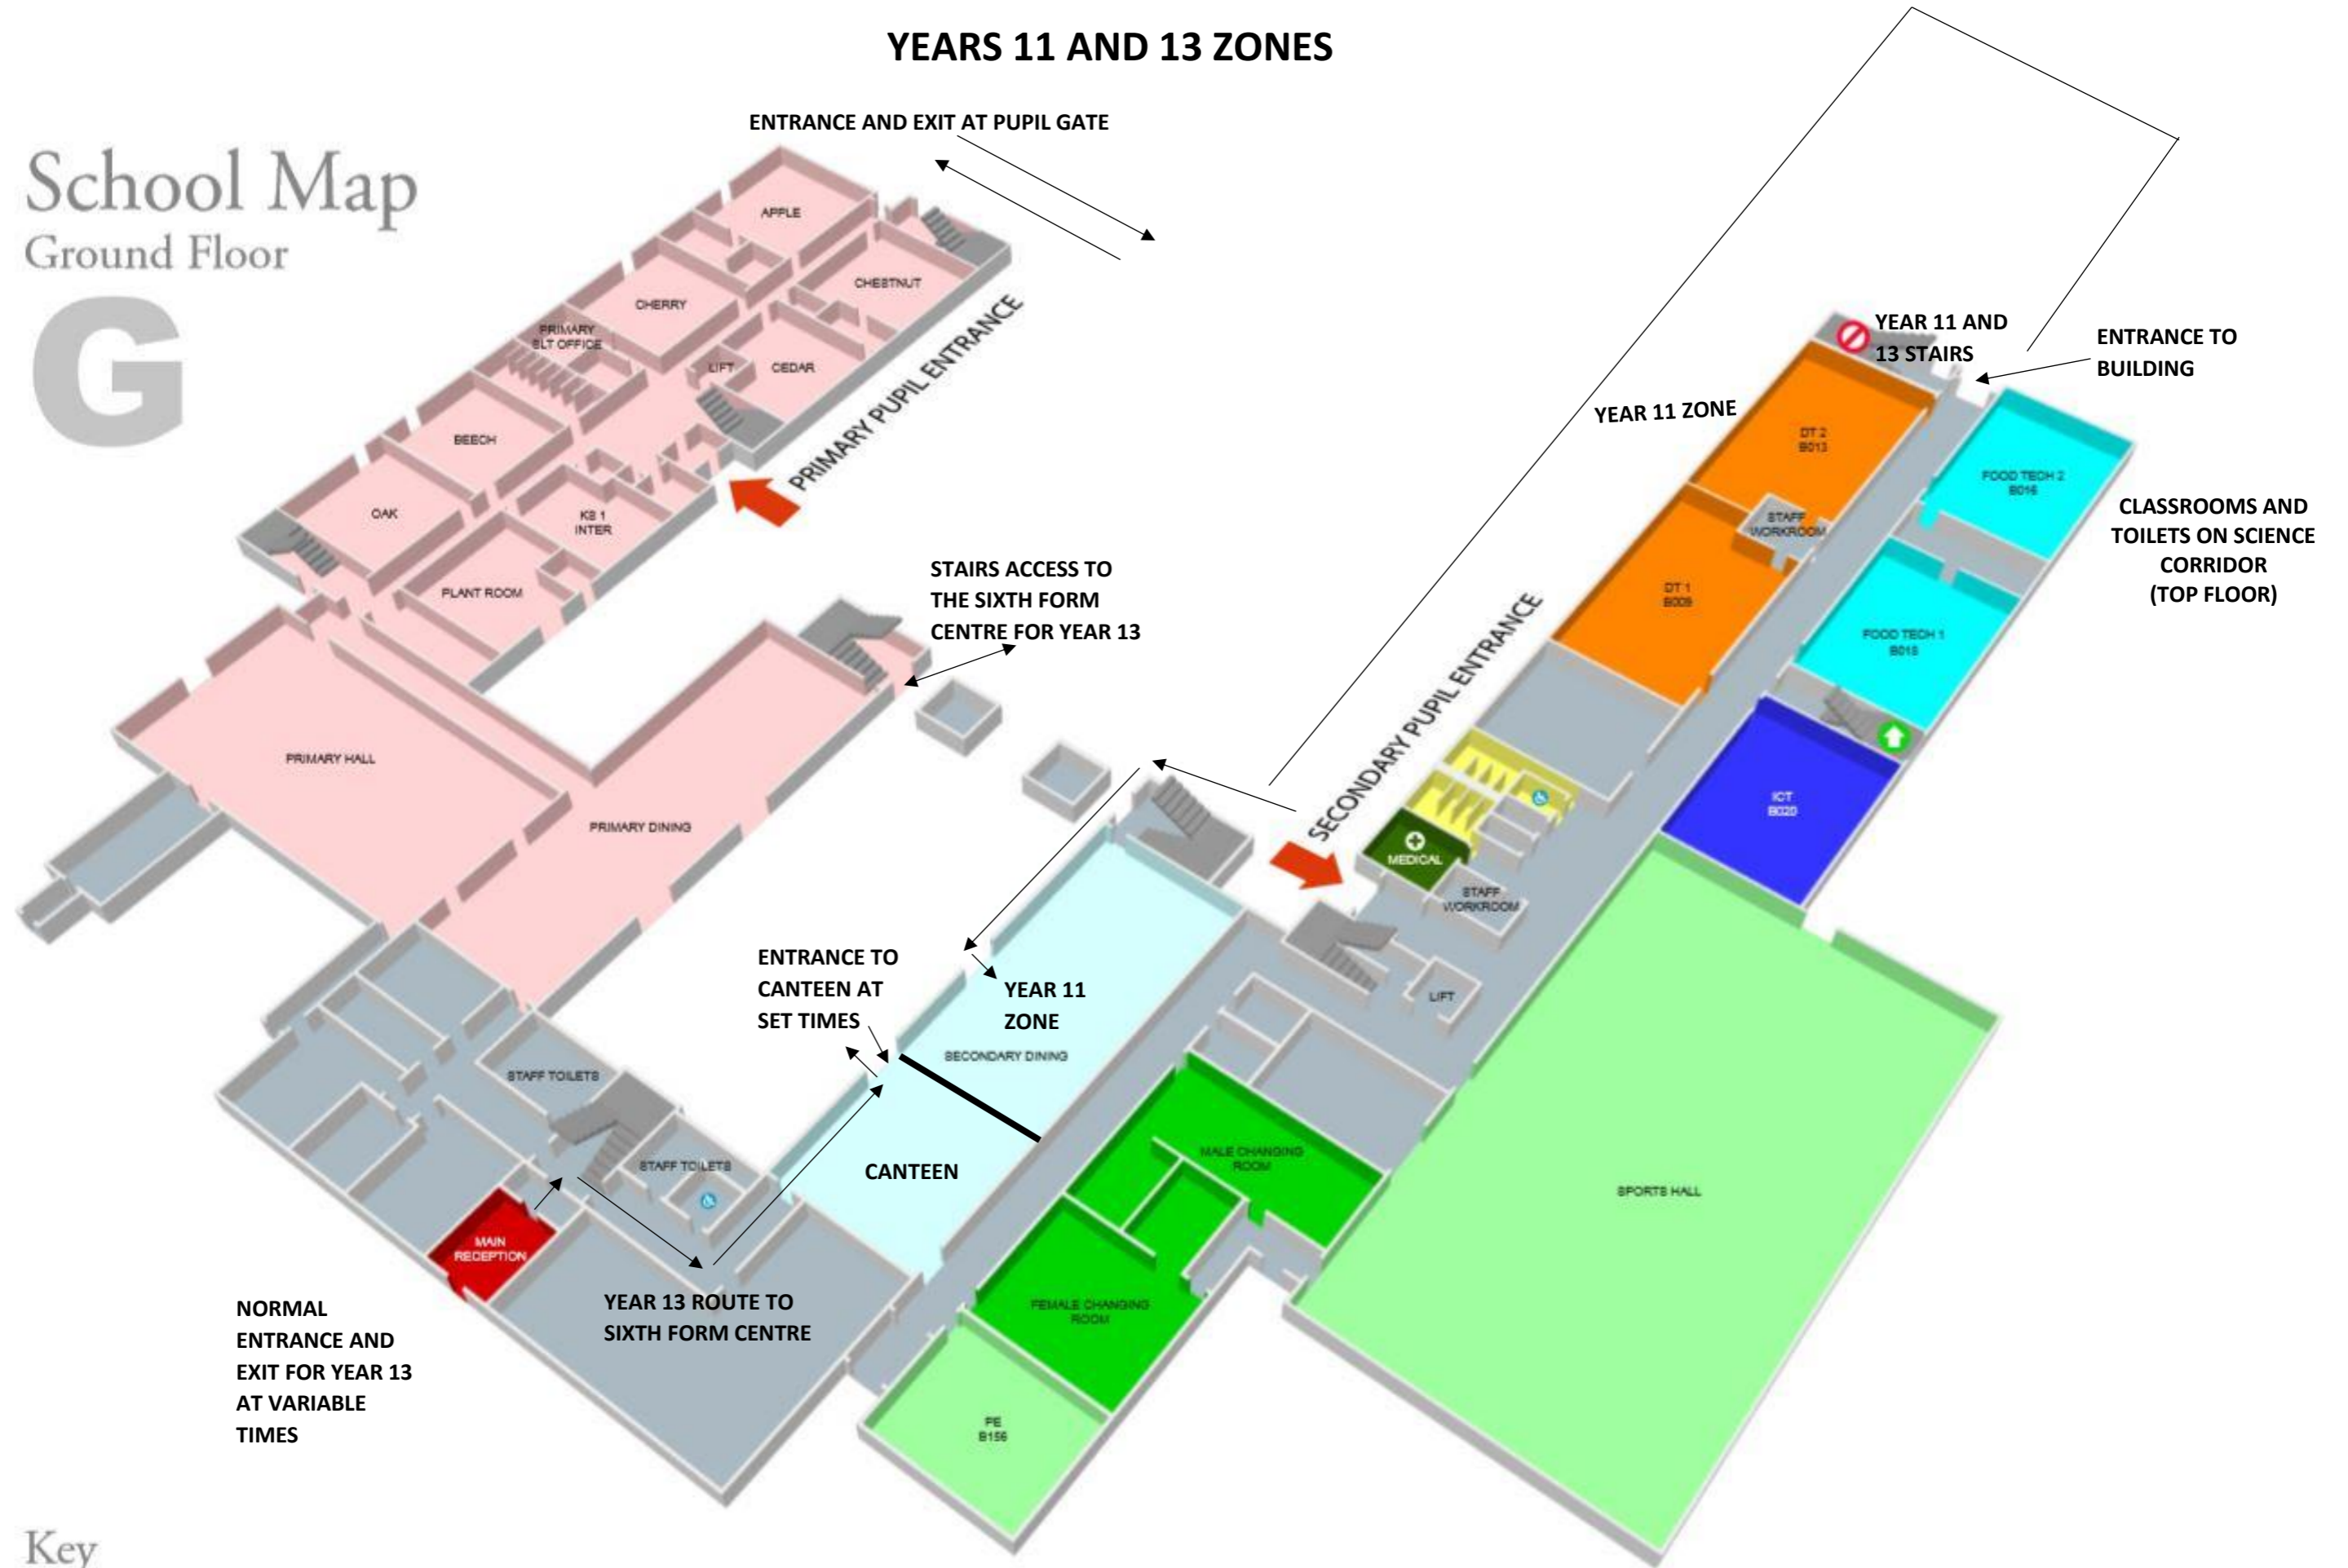 YEARS 11 AND 13 ZONES
School Map
Ground Floor
G
ENTRANCE AND EXIT AT PUPIL GATE
APPLE
CHESTNUT
CHERRY
PRIMARY
SLT OFFICE
LIFT
CEDAR
BEECH
OAK
KS 1
INTER
PLANT ROOM
PRIMARY PUPIL ENTRANCE
STAIRS ACCESS TO
THE SIXTH FORM
CENTRE FOR YEAR 13
PRIMARY HALL
PRIMARY DINING
YEAR 11 AND
13 STAIRS
ENTRANCE TO
BUILDING
YEAR 11 ZONE
DT 2
B013
FOOD TECH 2
B016
STAFF
WORKROOM
CLASSROOMS AND
TOILETS ON SCIENCE
CORRIDOR
(TOP FLOOR)
DT 1
B009
FOOD TECH 1
B018
SECONDARY PUPIL ENTRANCE
ICT
B020
MEDICAL
STAFF
WORKROOM
LIFT
ENTRANCE TO
CANTEEN AT
SET TIMES
YEAR 11
ZONE
SECONDARY DINING
CANTEEN
STAFF TOILETS
STAFF TOILETS
MAIN
RECEPTION
MALE CHANGING
ROOM
SPORTS HALL
FEMALE CHANGING
ROOM
YEAR 13 ROUTE TO
SIXTH FORM CENTRE
NORMAL
ENTRANCE AND
EXIT FOR YEAR 13
AT VARIABLE
TIMES
PE
B156
Key